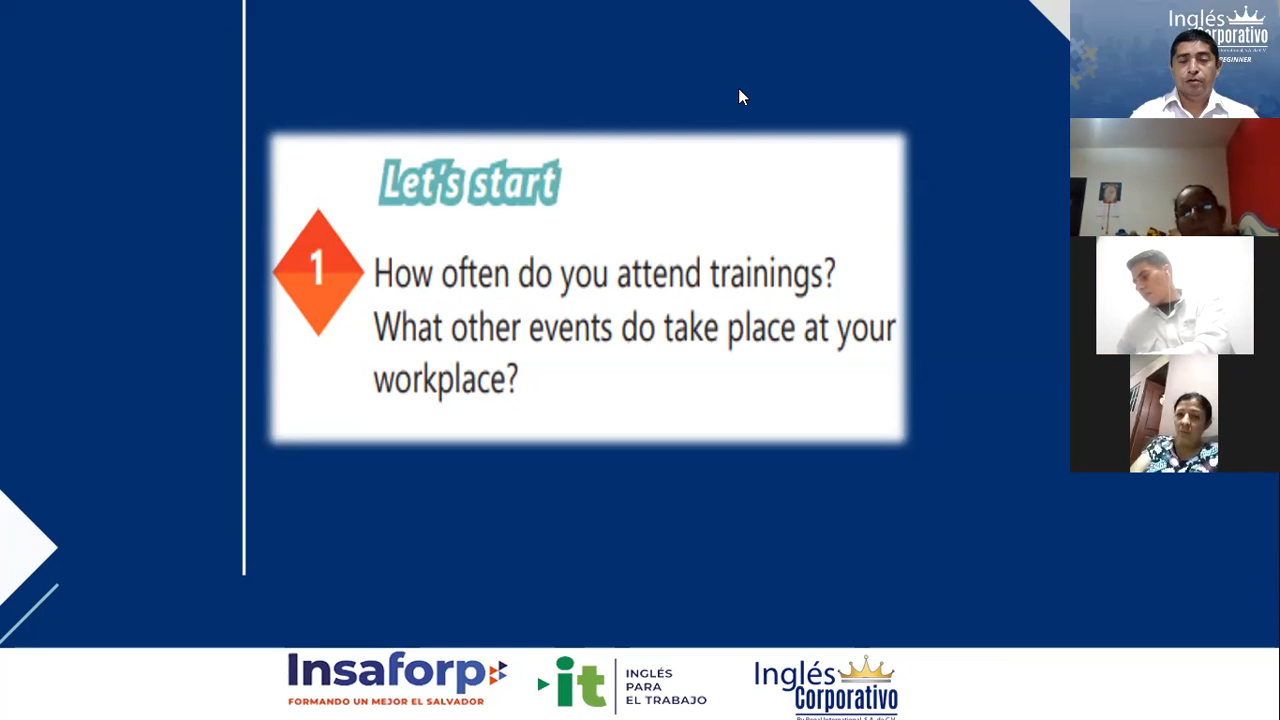 Let's start
1
How often do you attend trainings?
What other events do take place at your
workplace?
Inglés
Corporativo
BEGINNER
Insaforp
FORMANDO UN MEJOR EL SALVADOR
it
INGLÉS
PARA
EL TRABAJO
Inglés
Corporativo